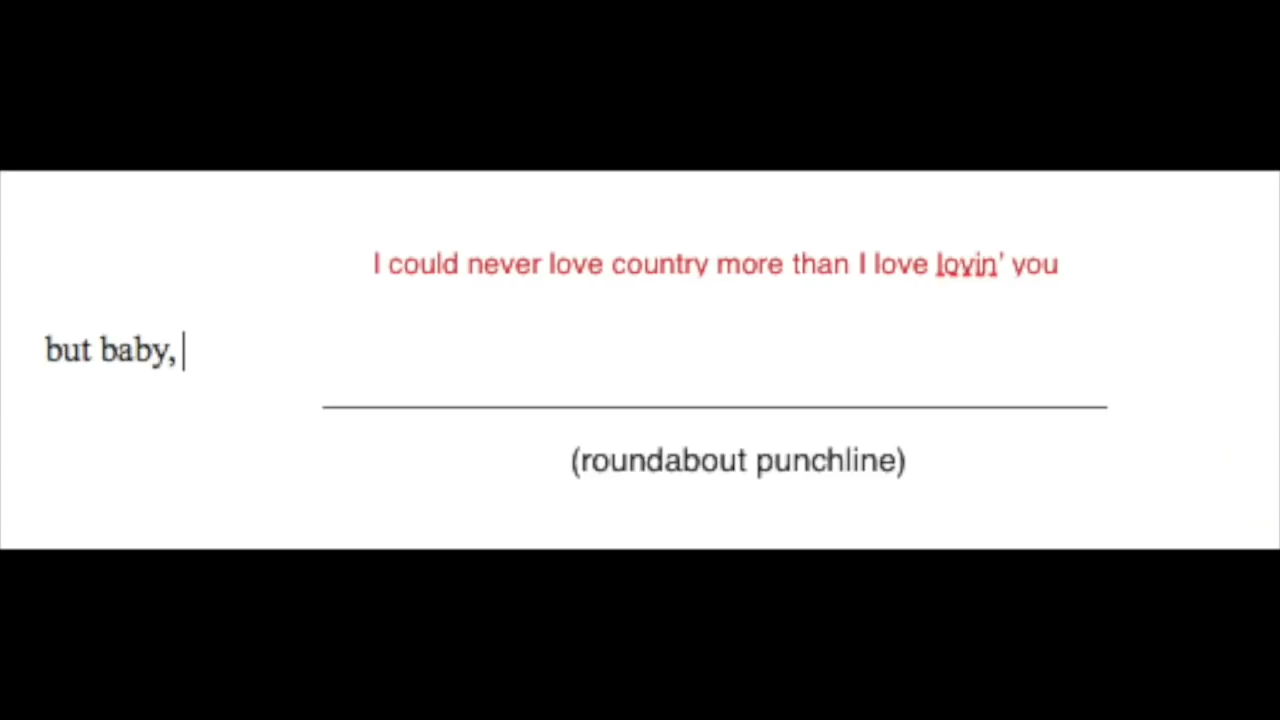 I could never love country more than I love lovin' you
but baby,
(roundabout punchline)